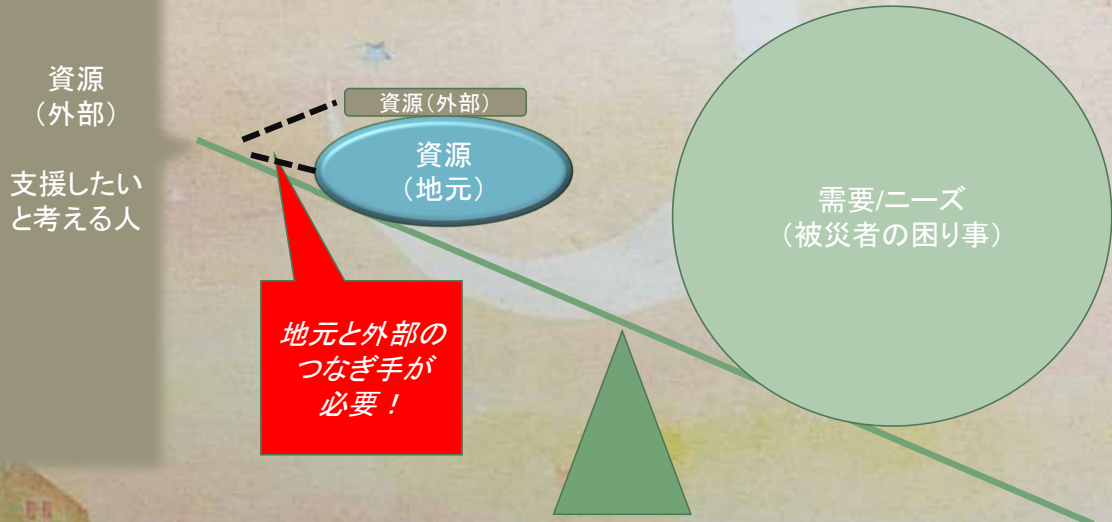 資源
（外部）
支援したい
と考える人
資源（外部）
資源
（地元）
地元と外部の
つなぎ手が
必要！
需要/ニーズ
（被災者の困り事）